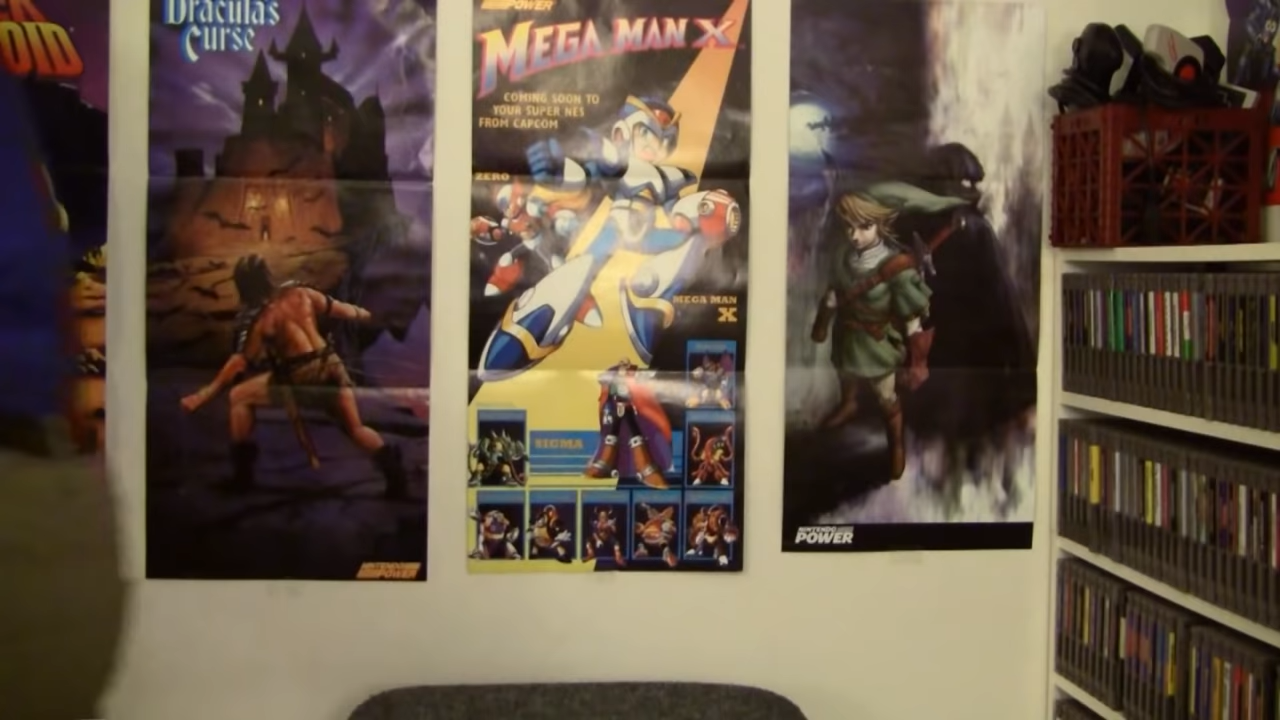 OID
Dracula's
Curse
NINTENDO
POWER
POWER
MEGA MAN X
COMING SOON TO
YOUR SUPER NES
FROM CAPCOM
ZERO
MEGA MAN
X
SIGMA
NINTENDO
POWER